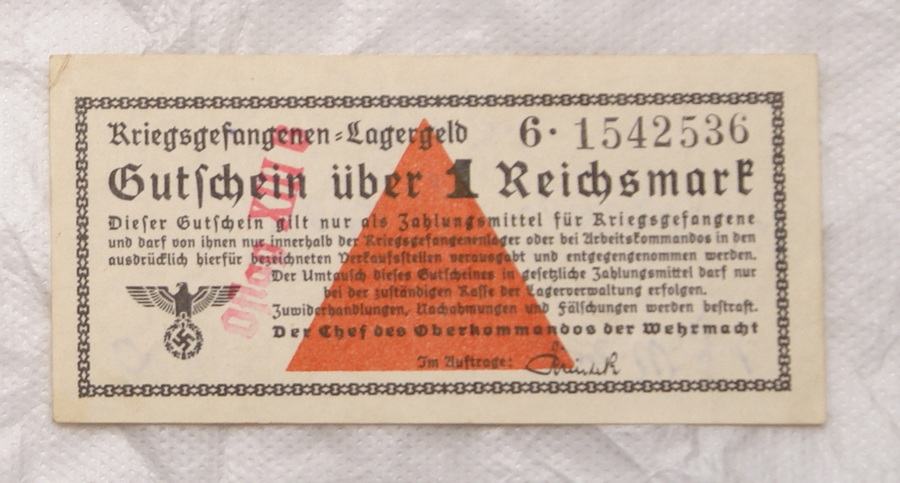 Kriegsgefangenen-Lagergeld 6· 1542536
Gutschein über 1 Reichsmark
Dieser Gutschein gilt nur als Zahlungsmittel für Kriegsgefangene
und darf von ihnen nur innerhalb der Kriegsgefangenenlager oder bei Arbeitskommandos in den
ausdrücklich hierfür bezeichneten Verkaufsstellen verausgabt und entgegengenommen werden.
Der Umtausch dieses Gutscheines in gesetzliche Zahlungsmittel darf nur
bei der zuständigen Kasse der Lagerverwaltung erfolgen.
Zuwiderhandlungen, Nachahmungen und Fälschungen werden bestraft.
Der Chef des Oberkommandos der Wehrmacht
Im Auftrage:
Oflag XXI